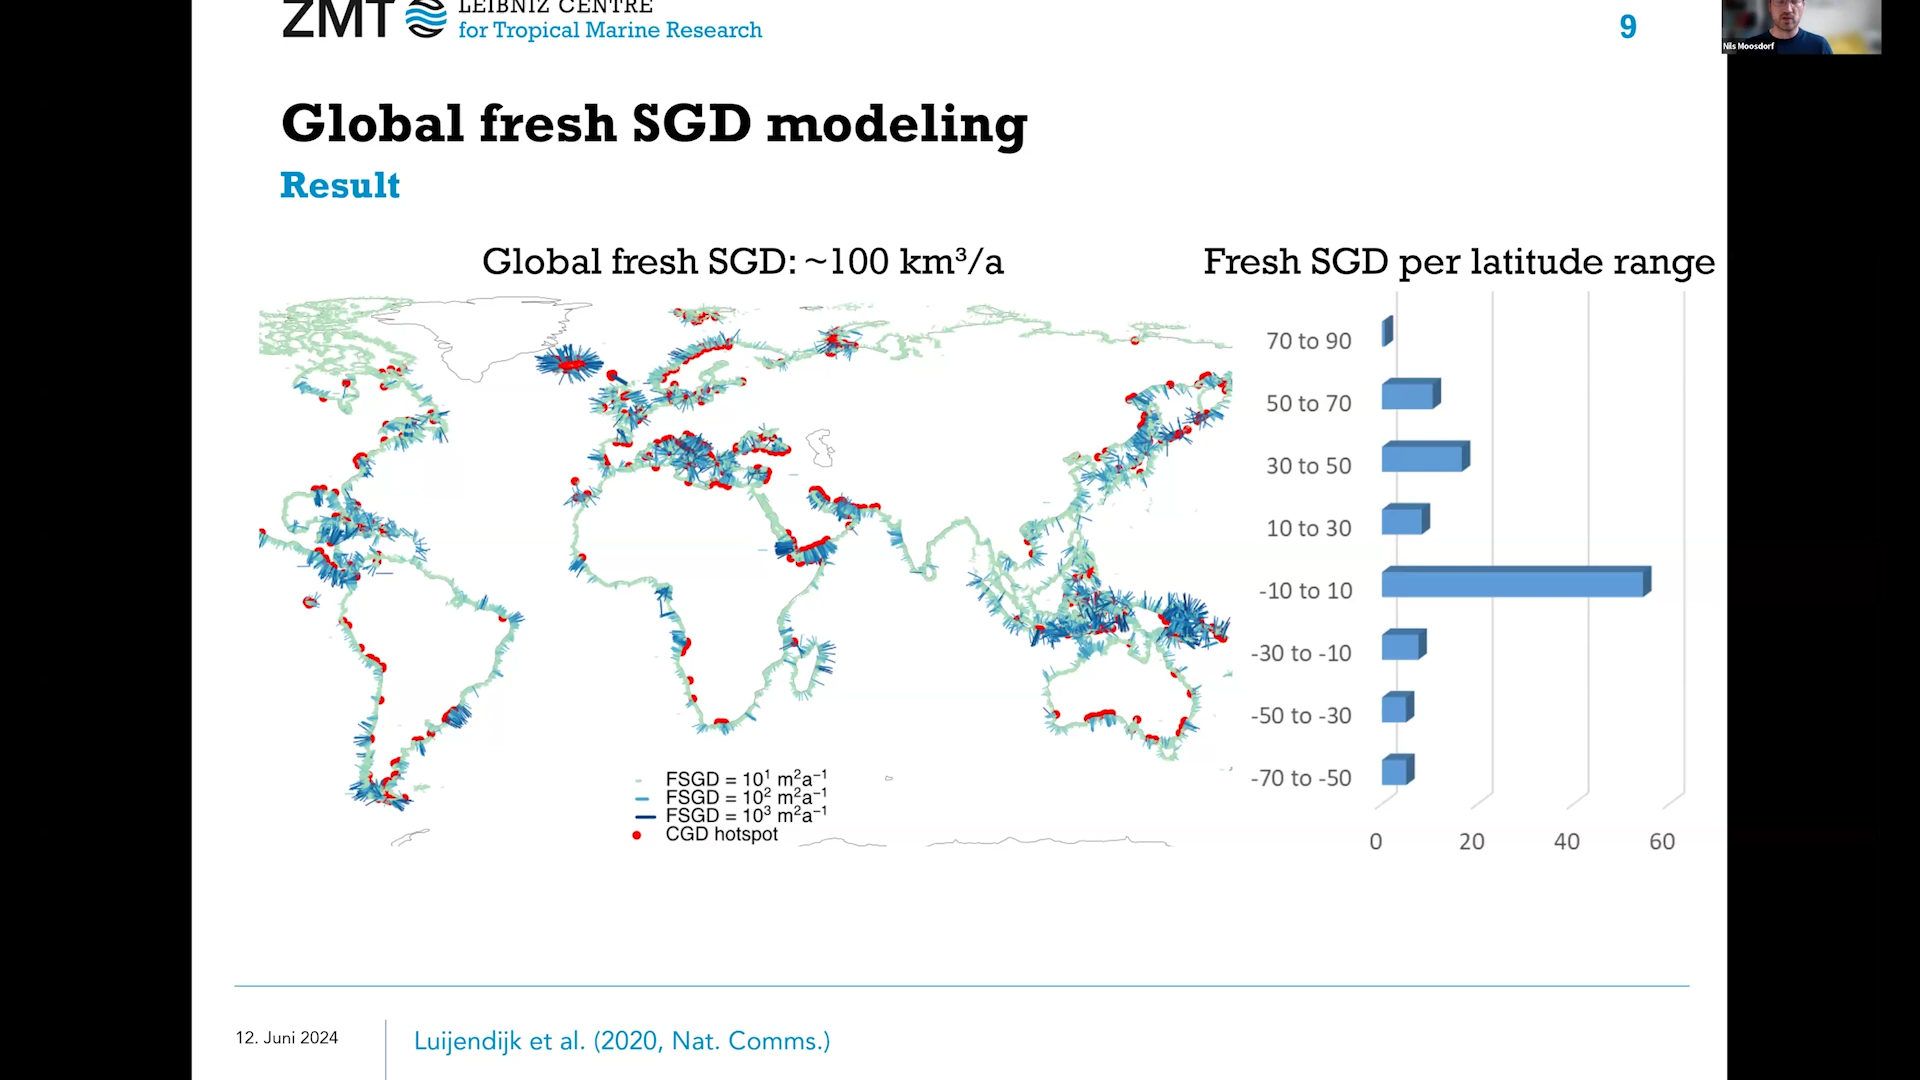 ZMT
LEIBNIZ CENTRE
for Tropical Marine Research
9
Nils Moosdorf
Global fresh SGD modeling
Result
Global fresh SGD: ~100 km³/a
Fresh SGD per latitude range
70 to 90
50 to 70
30 to 50
10 to 30
-10 to 10
-30 to -10
-50 to -30
-70 to -50
0 20 40 60
FSGD = 10¹ m²a⁻¹
FSGD = 10² m²a⁻¹
FSGD = 10³ m²a⁻¹
CGD hotspot
12. Juni 2024
Luijendijk et al. (2020, Nat. Comms.)